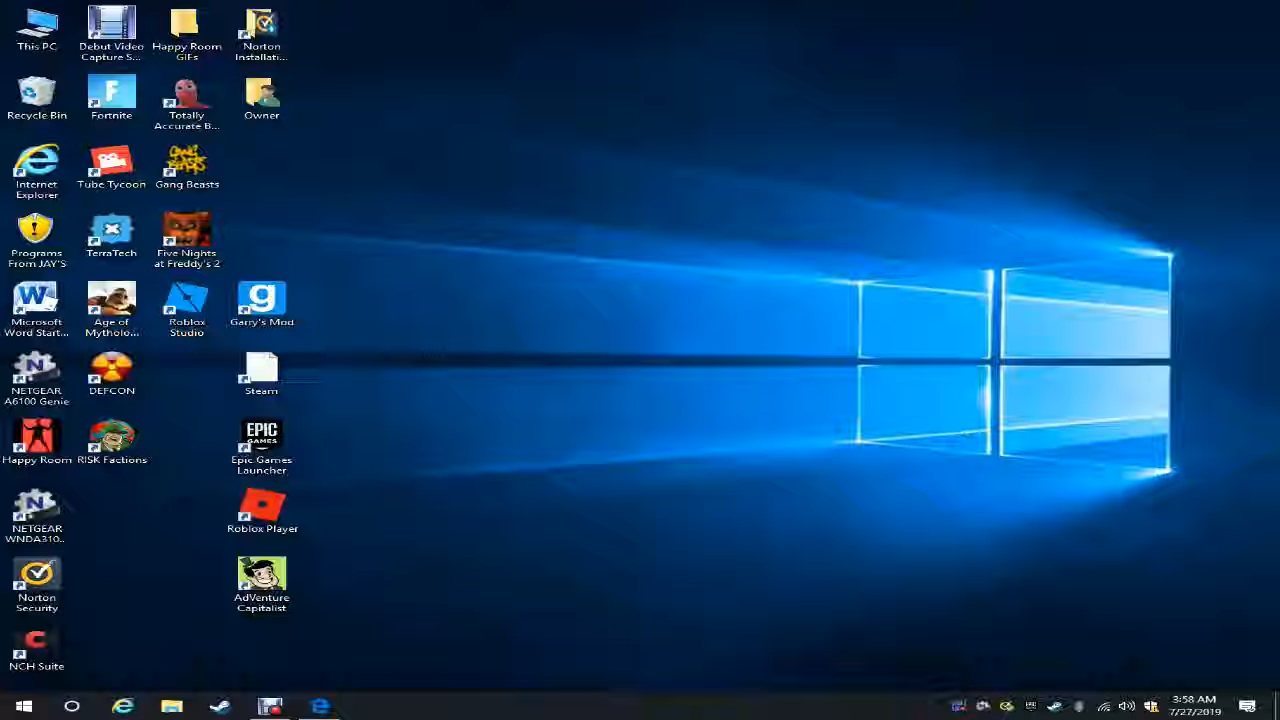 This PC
Debut Video
Capture S...
Happy Room
GIFs
Norton
Installati...
Recycle Bin
F
Fortnite
Totally
Accurate B...
Owner
Internet
Explorer
Tube Tycoon
GANG
BEASTS
Gang Beasts
Programs
From JAY'S
TerraTech
Five Nights
at Freddy's 2
W
Microsoft
Word Start...
Age of
Mytholo...
Roblox
Studio
g
Garry's Mod
N
NETGEAR
A6100 Genie
DEFCON
Steam
Happy Room
RISK Factions
EPIC
GAMES
Epic Games
Launcher
N
NETGEAR
WNDA310..
Roblox Player
Norton
Security
AdVenture
Capitalist
NCH Suite
3:58 AM
7/27/2019